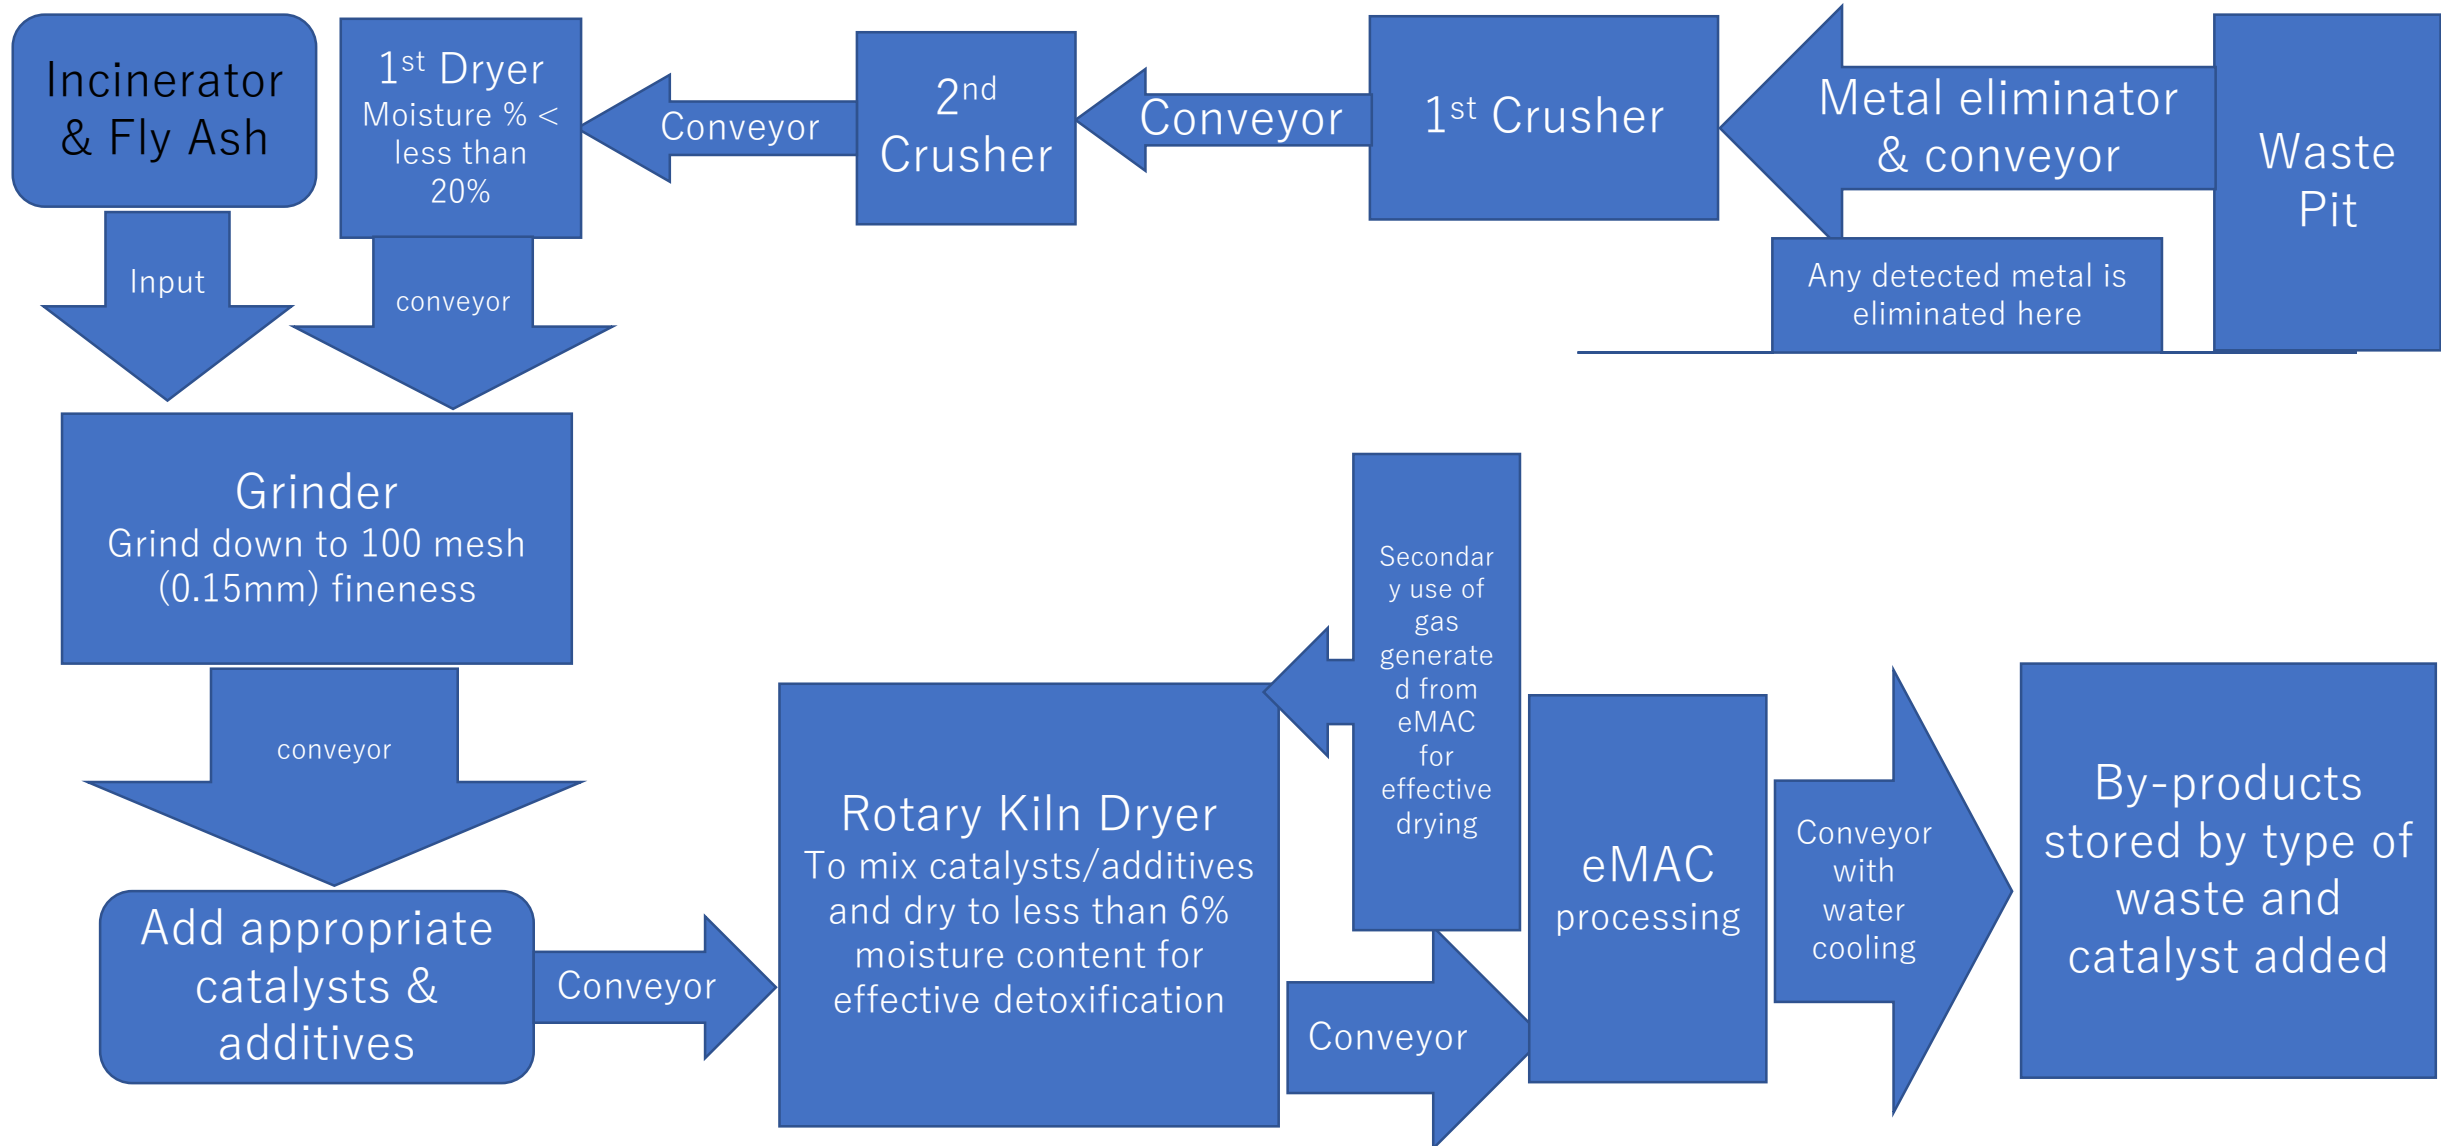 Incinerator
& Fly Ash
1st Dryer
Moisture % <
less than
20%
Conveyor
2nd
Crusher
Conveyor
1st Crusher
Metal eliminator
& conveyor
Waste
Pit
Any detected metal is
eliminated here
Input
conveyor
Grinder
Grind down to 100 mesh
(0.15mm) fineness
conveyor
Add appropriate
catalysts &
additives
Conveyor
Rotary Kiln Dryer
To mix catalysts/additives
and dry to less than 6%
moisture content for
effective detoxification
Secondar
y use of
gas
generate
d from
eMAC
for
effective
drying
Conveyor
eMAC
processing
Conveyor
with
water
cooling
By-products
stored by type of
waste and
catalyst added